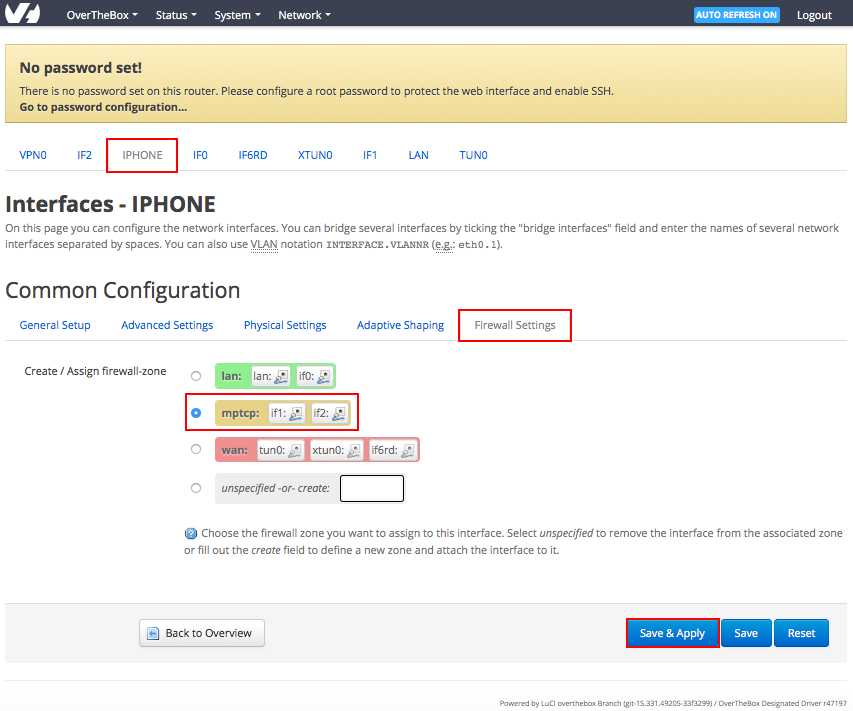 OverTheBox Status System Network AUTO REFRESH ON Logout
No password set!
There is no password set on this router. Please configure a root password to protect the web interface and enable SSH.
Go to password configuration...
VPN0 IF2 IPHONE IF0 IF6RD XTUN0 IF1 LAN TUN0
Interfaces - IPHONE
On this page you can configure the network interfaces. You can bridge several interfaces by ticking the "bridge interfaces" field and enter the names of several network
interfaces separated by spaces. You can also use VLAN notation INTERFACE.VLANNR (e.g.: eth0.1).
Common Configuration
General Setup Advanced Settings Physical Settings Adaptive Shaping Firewall Settings
Create / Assign firewall-zone
lan: lan: if0:
mptcp: if1: if2:
wan: tun0: xtun0: if6rd:
unspecified -or- create:
Choose the firewall zone you want to assign to this interface. Select unspecified to remove the interface from the associated zone
or fill out the create field to define a new zone and attach the interface to it.
Back to Overview Save & Apply Save Reset
Powered by LuCI overthebox Branch (git-15.331.49205-33f3299) / OverTheBox Designated Driver r47197